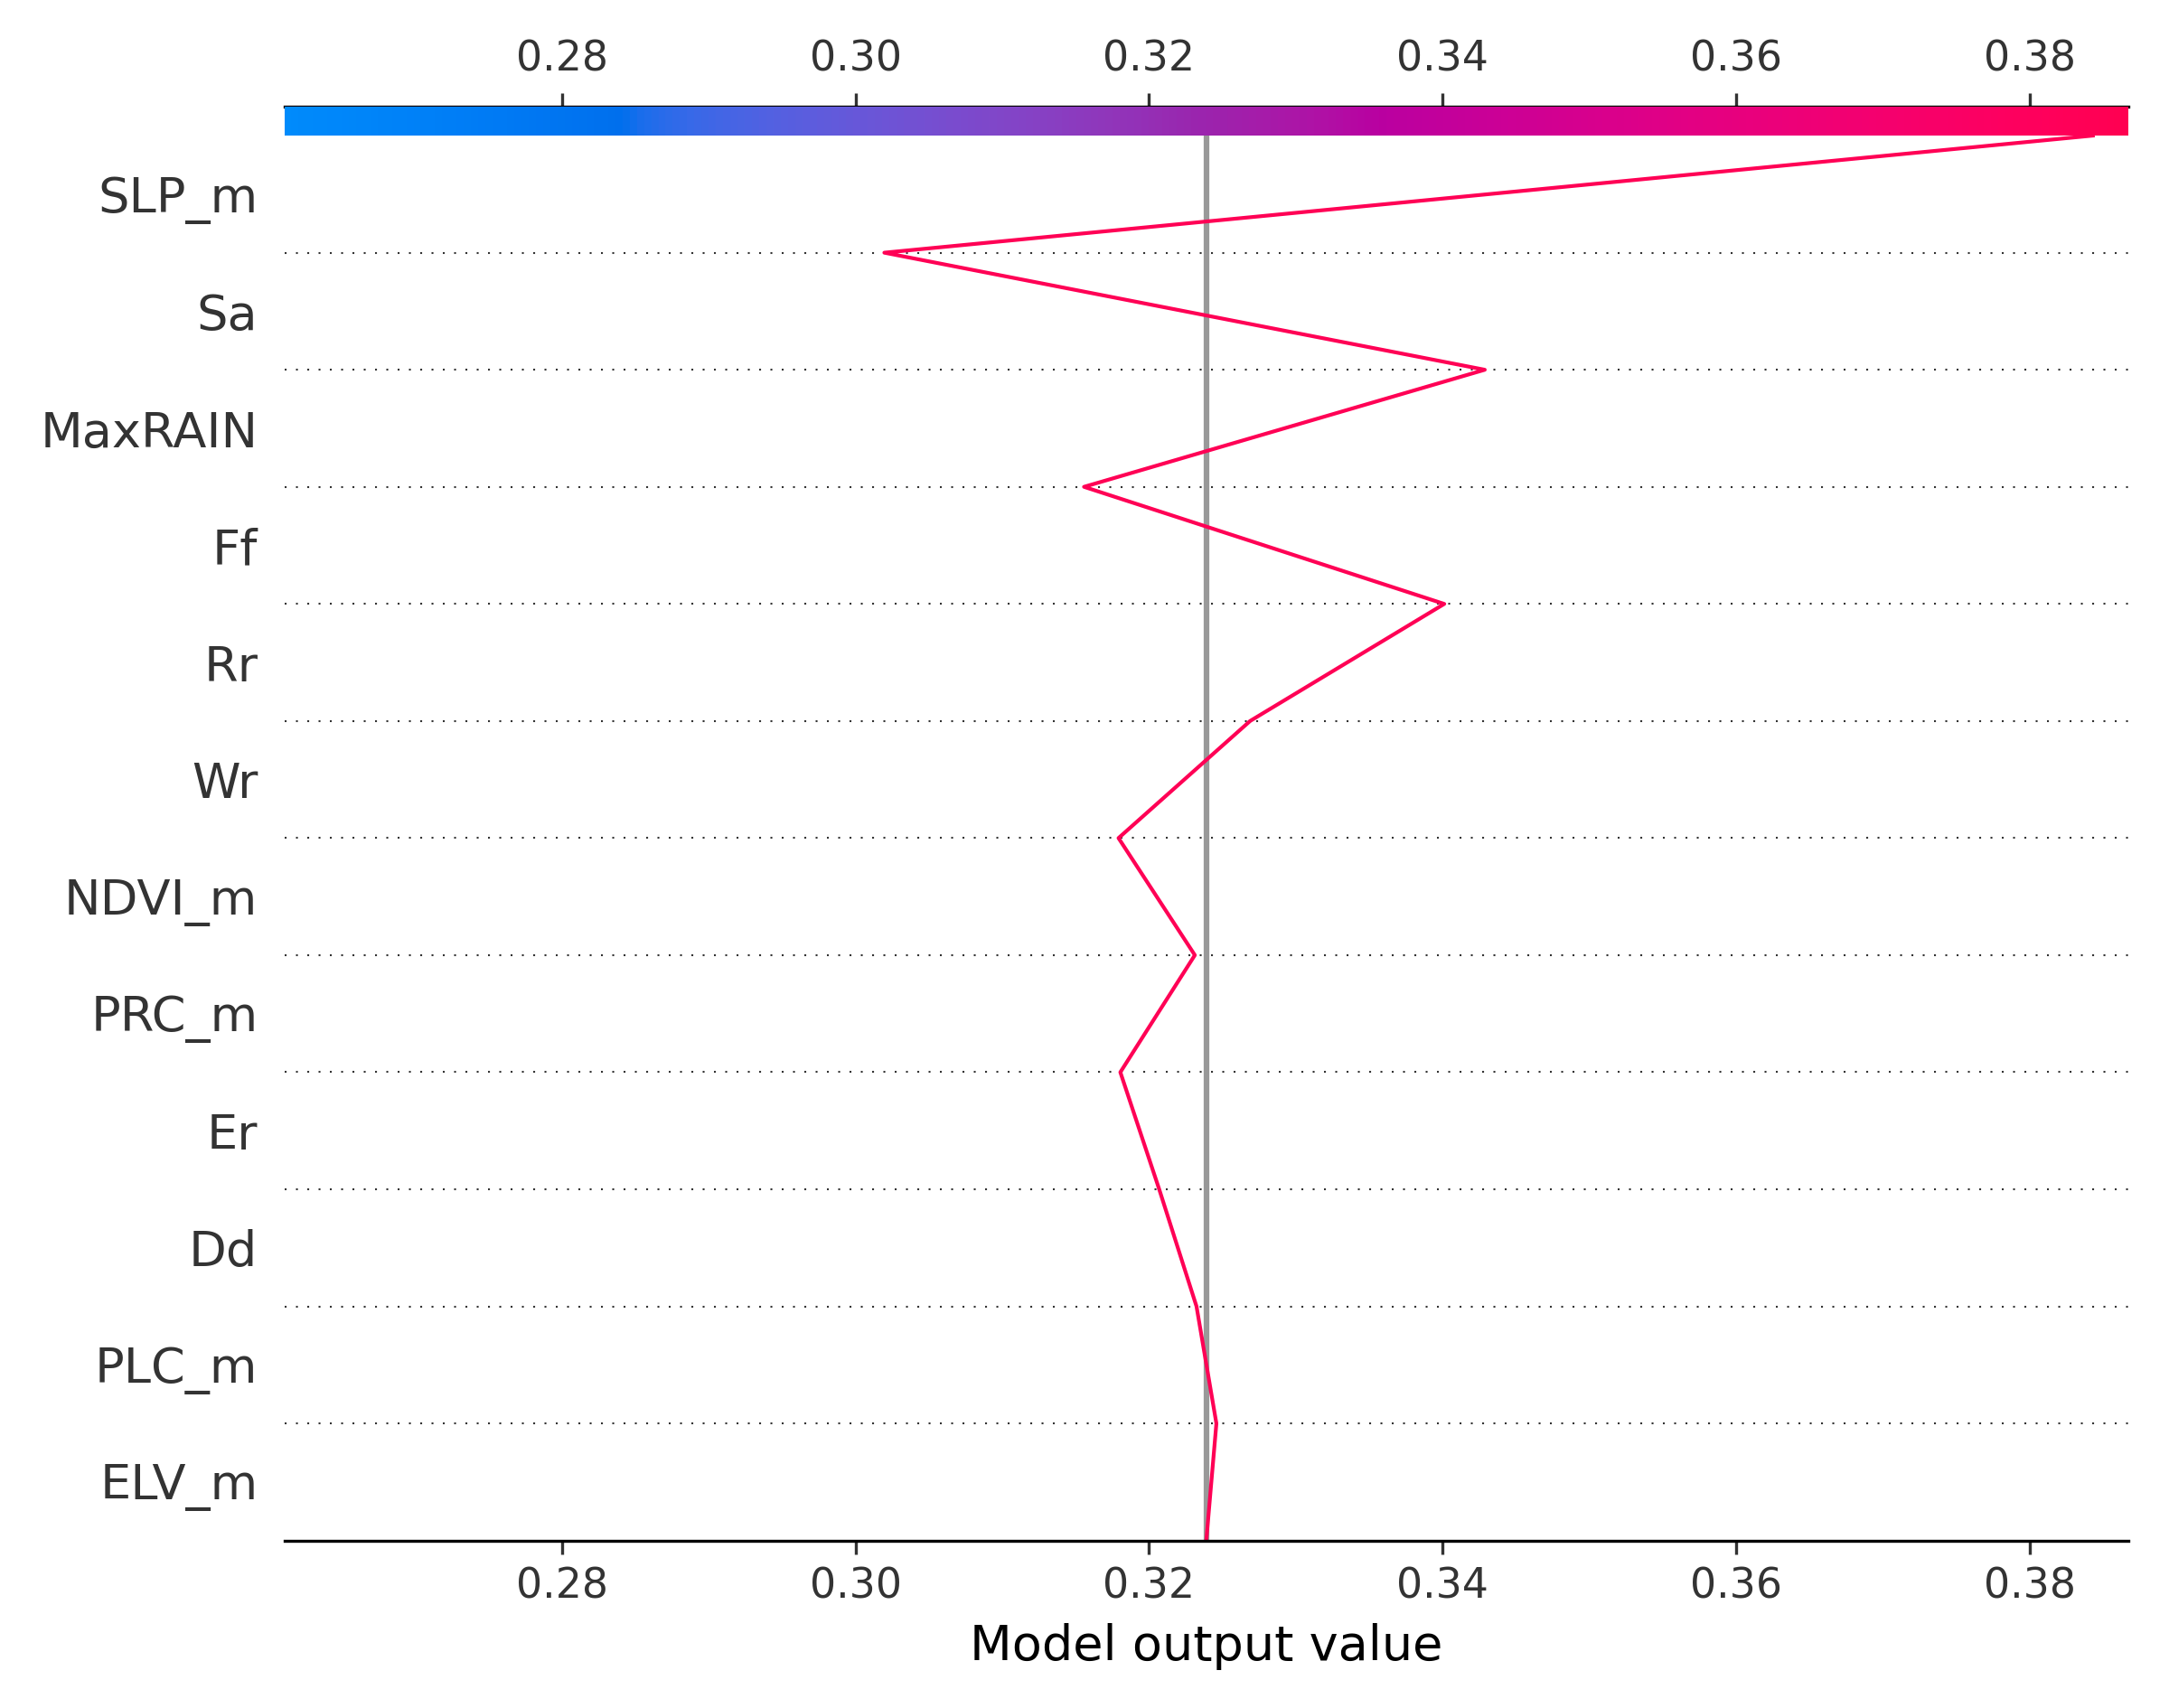 0.28 0.30 0.32 0.34 0.36 0.38
SLP_m
Sa
MaxRAIN
Ff
Rr
Wr
NDVI_m
PRC_m
Er
Dd
PLC_m
ELV_m
0.28 0.30 0.32 0.34 0.36 0.38
Model output value